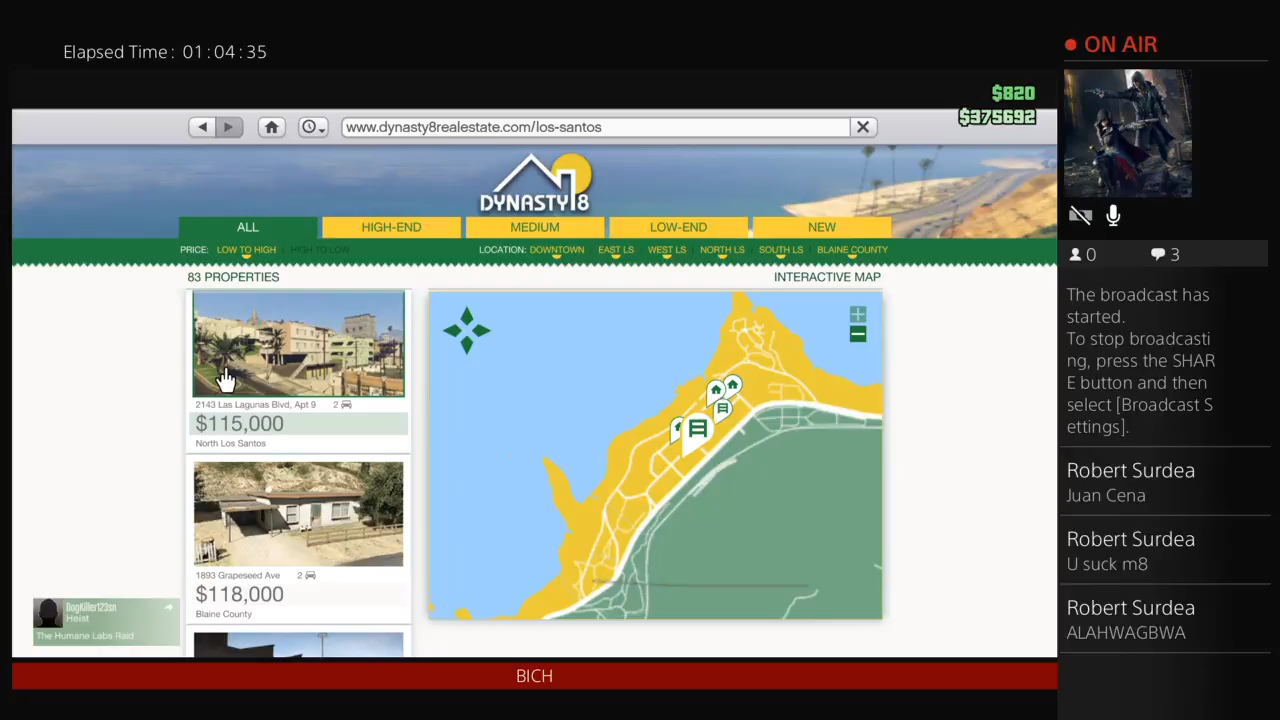 Elapsed Time: 01:04:35
ON AIR
$820
$375692
www.dynasty8realestate.com/los-santos
DYNASTY8
ALL
HIGH-END
MEDIUM
LOW-END
NEW
PRICE: LOW TO HIGH HIGH TO LOW
LOCATION: DOWNTOWN EAST LS WEST LS NORTH LS SOUTH LS BLAINE COUNTY
83 PROPERTIES
INTERACTIVE MAP
2143 Las Lagunas Blvd, Apt 9 2
$115,000
North Los Santos
1893 Grapeseed Ave 2
$118,000
Blaine County
DogKiller123sn
Heist
The Humane Labs Raid
BICH
0 3
The broadcast has
started.
To stop broadcasti
ng, press the SHAR
E button and then
select [Broadcast S
ettings].
Robert Surdea
Juan Cena
Robert Surdea
U suck m8
Robert Surdea
ALAHWAGBWA